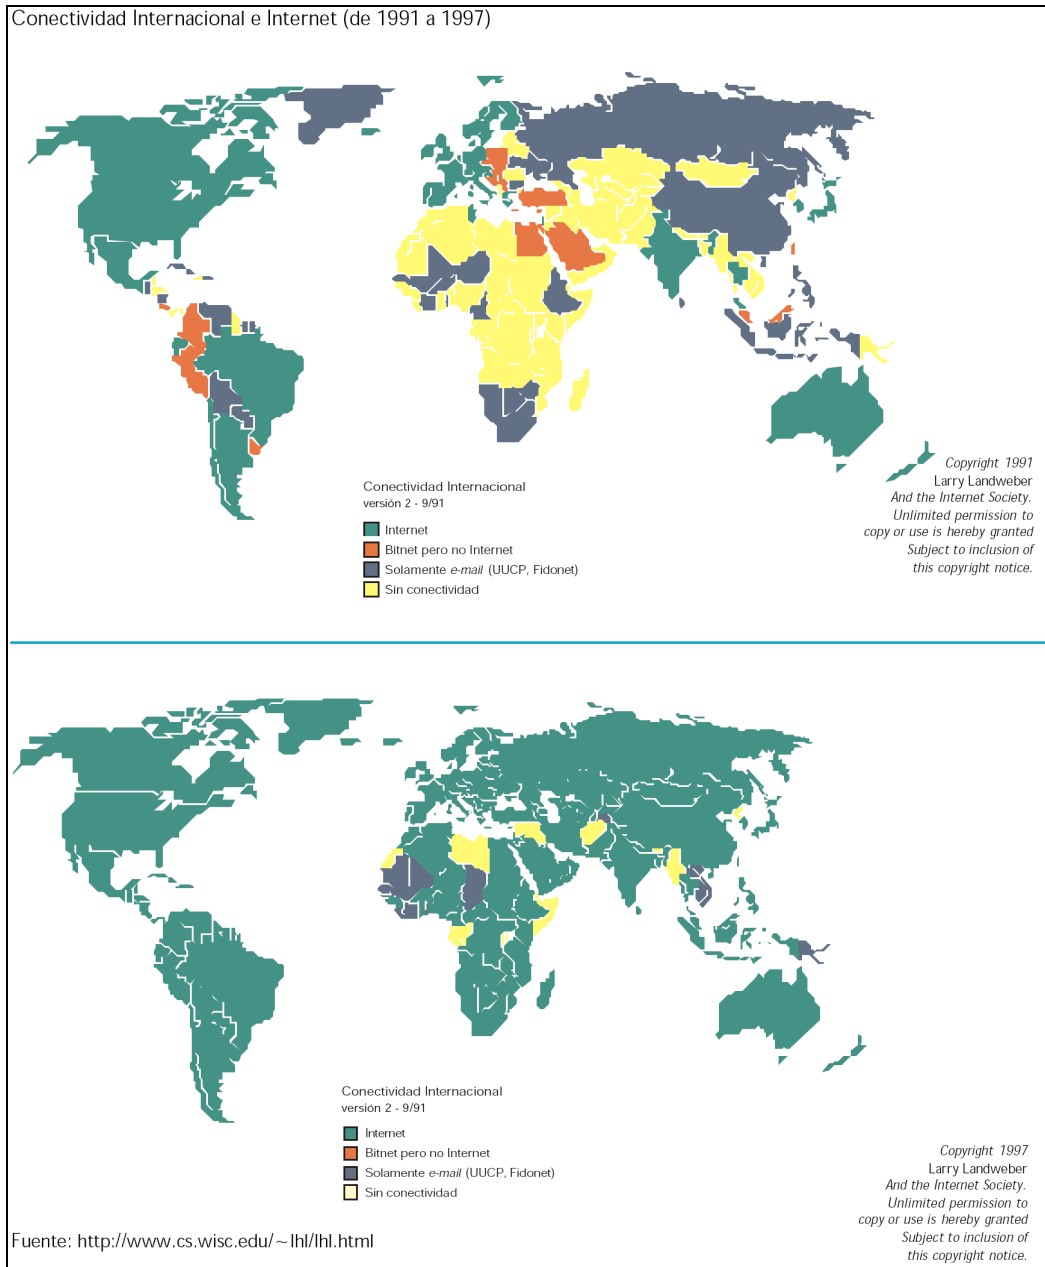 Conectividad Internacional e Internet (de 1991 a 1997)
Conectividad Internacional
versión 2 - 9/91
Internet
Bitnet pero no Internet
Solamente e-mail (UUCP, Fidonet)
Sin conectividad
Copyright 1991
Larry Landweber
And the Internet Society.
Unlimited permission to
copy or use is hereby granted
Subject to inclusion of
this copyright notice.
Conectividad Internacional
versión 2 - 9/91
Internet
Bitnet pero no Internet
Solamente e-mail (UUCP, Fidonet)
Sin conectividad
Copyright 1997
Larry Landweber
And the Internet Society.
Unlimited permission to
copy or use is hereby granted
Subject to inclusion of
this copyright notice.
Fuente: http://www.cs.wisc.edu/~lhl/lhl.html